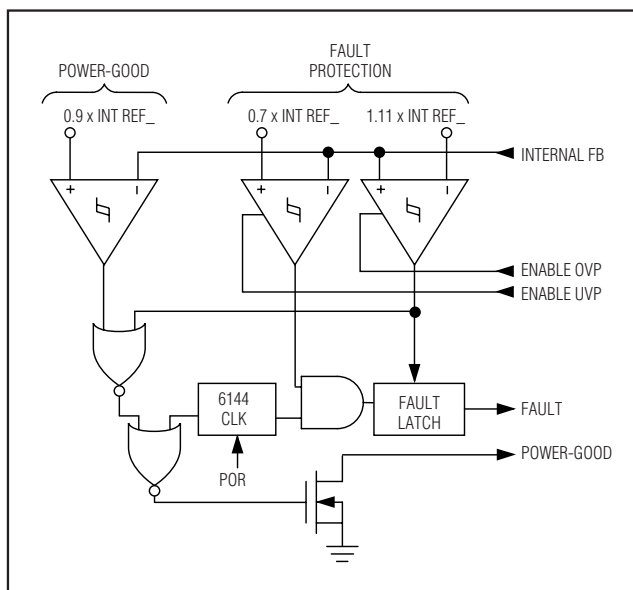 FAULT
PROTECTION
POWER-GOOD
0.9 x INT REF_
0.7 x INT REF_
1.11 x INT REF_
INTERNAL FB
+
–
+
–
+
–
ENABLE OVP
ENABLE UVP
6144
CLK
FAULT
LATCH
FAULT
POWER-GOOD
POR